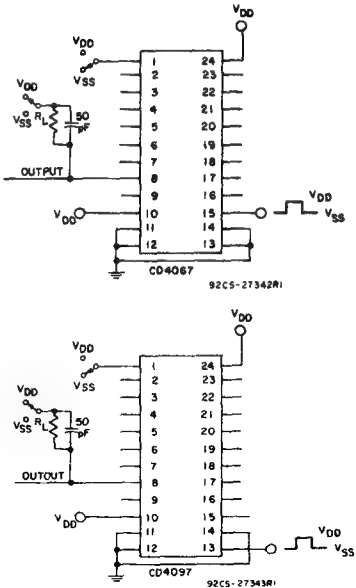 VDD
VDD
VSS
1 24
2 23
3 22
VDD
VSS
RL
50
pF
4 21
5 20
6 19
7 18
OUTPUT
8 17
9 16
VDD
10 15
VDD
VSS
11 14
12 13
CD4067
92CS-27342R1
VDD
VDD
VSS
1 24
2 23
3 22
VDD
VSS
RL
50
pF
4 21
5 20
6 19
7 18
OUTOUT
8 17
9 16
VDD
10 15
11 14
VDD
VSS
12 13
CD4097
92CS-27343R1